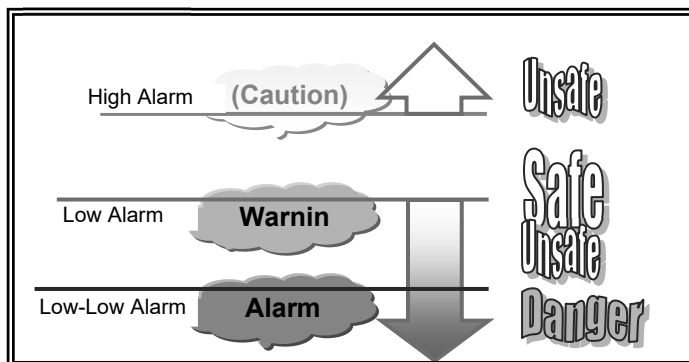 High Alarm (Caution) Unsafe
Safe
Low Alarm Warnin
Unsafe
Low-Low Alarm Alarm Danger